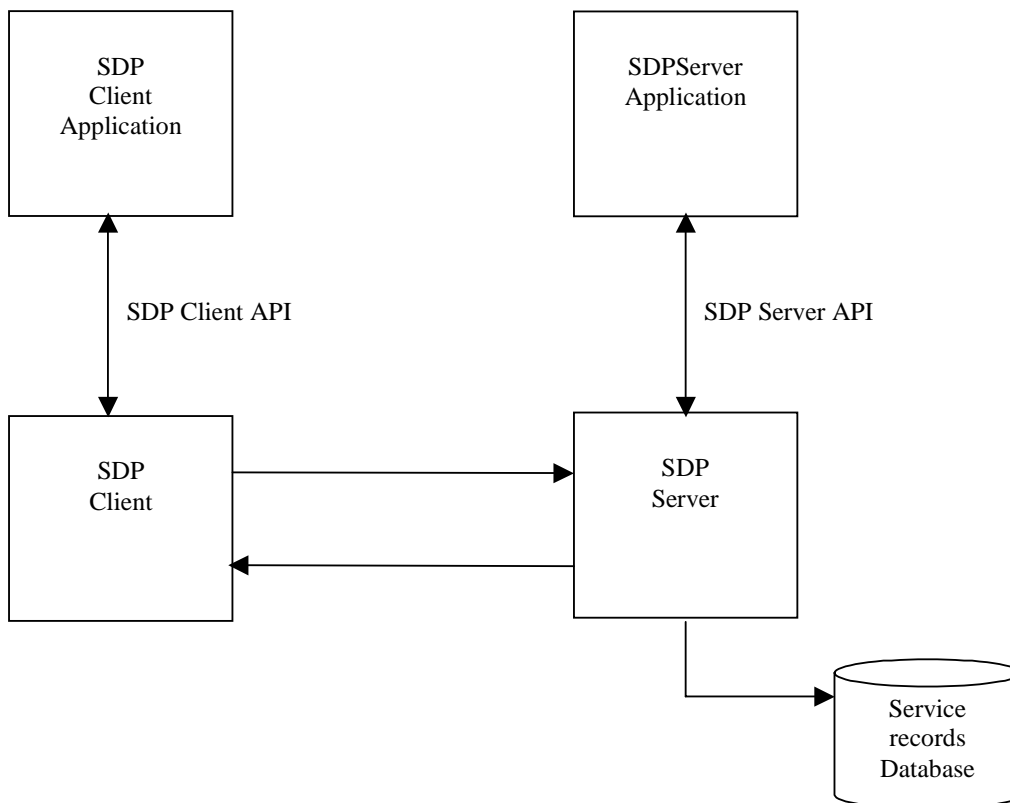 SDP
Client
Application
SDPServer
Application
SDP Client API
SDP Server API
SDP
Client
SDP
Server
Service
records
Database